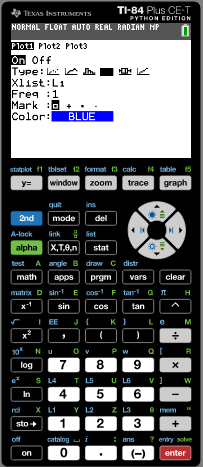 TEXAS INSTRUMENTS TI-84 Plus CE-T
PYTHON EDITION
NORMAL FLOAT AUTO REAL RADIAN MP
Plot1 Plot2 Plot3
On Off
Type:
Xlist:L1
Freq :1
Mark :
Color: BLUE
statplot f1 tblset f2 format f3 calc f4 table f5
y= window zoom trace graph
quit ins
2nd mode del
A-lock link list
alpha X,T,θ,n stat
test A angle B draw C distr
math apps prgm vars clear
matrix D sin⁻¹ E cos⁻¹ F tan⁻¹ G π H
x⁻¹ sin cos tan ^
√ I EE J { K } L e M
x² , ( ) ÷
10ˣ N u O v P w Q [ R
log 7 8 9 ×
eˣ S L4 T L5 U L6 V ] W
ln 4 5 6 −
rcl X L1 Y L2 Z L3 θ mem "
sto→ 1 2 3 +
off catalog i : ans ? entry solve
on 0 . (−) enter